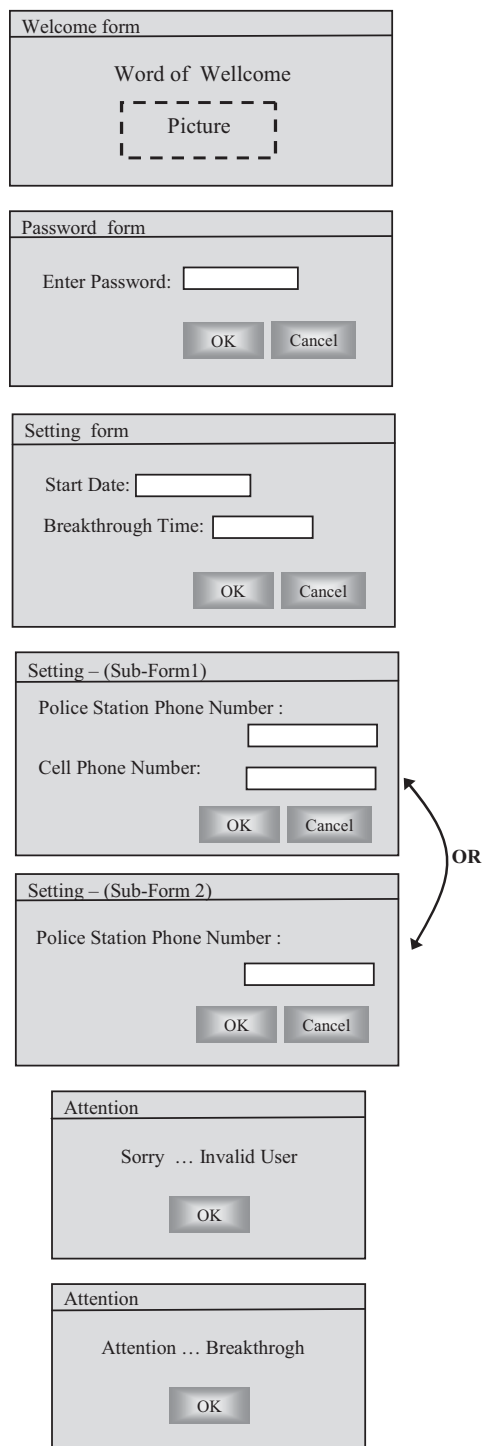 Welcome form
Word of Wellcome
Picture
Password form
Enter Password:
OK Cancel
Setting form
Start Date:
Breakthrough Time:
OK Cancel
Setting – (Sub-Form1)
Police Station Phone Number :
Cell Phone Number:
OK Cancel
OR
Setting – (Sub-Form 2)
Police Station Phone Number :
OK Cancel
Attention
Sorry … Invalid User
OK
Attention
Attention … Breakthrogh
OK